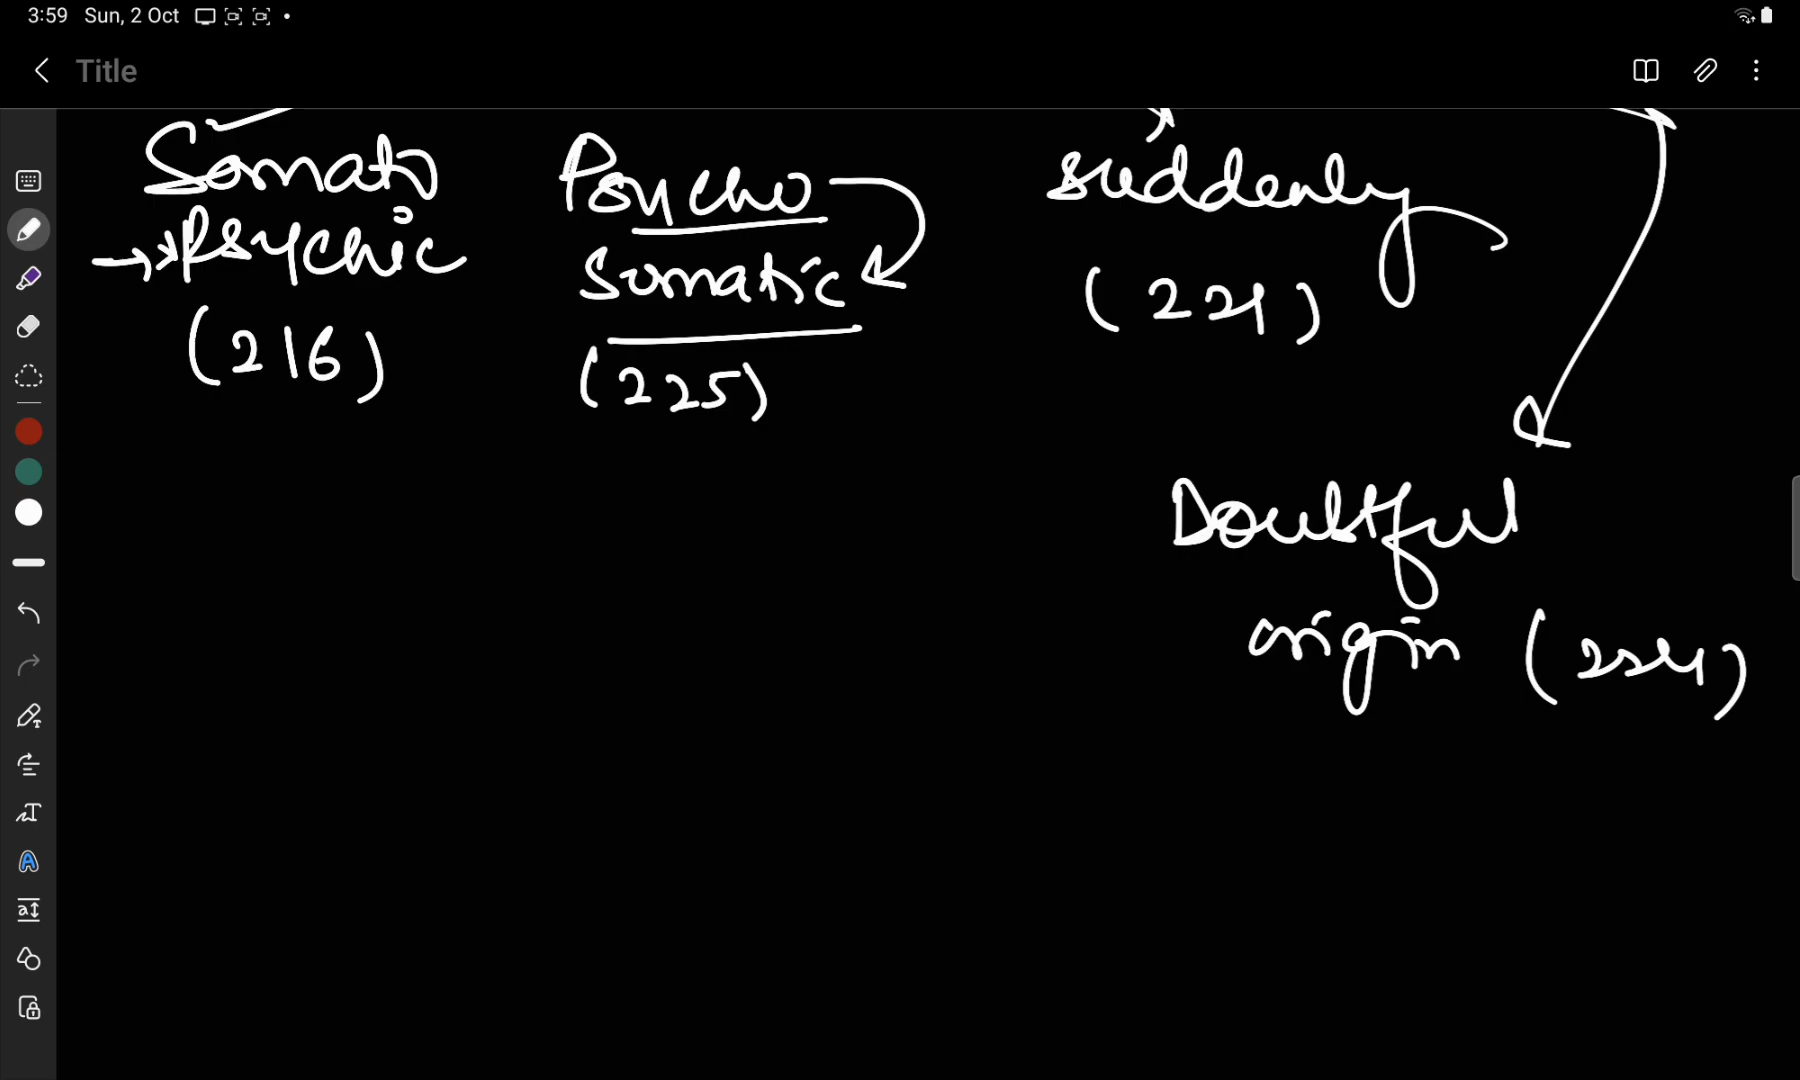 3:59 Sun, 2 Oct
Title
Somato
→ Psychic
(216)
Psycho
Somatic
(225)
suddenly
(221)
Doubtful
origin (224)